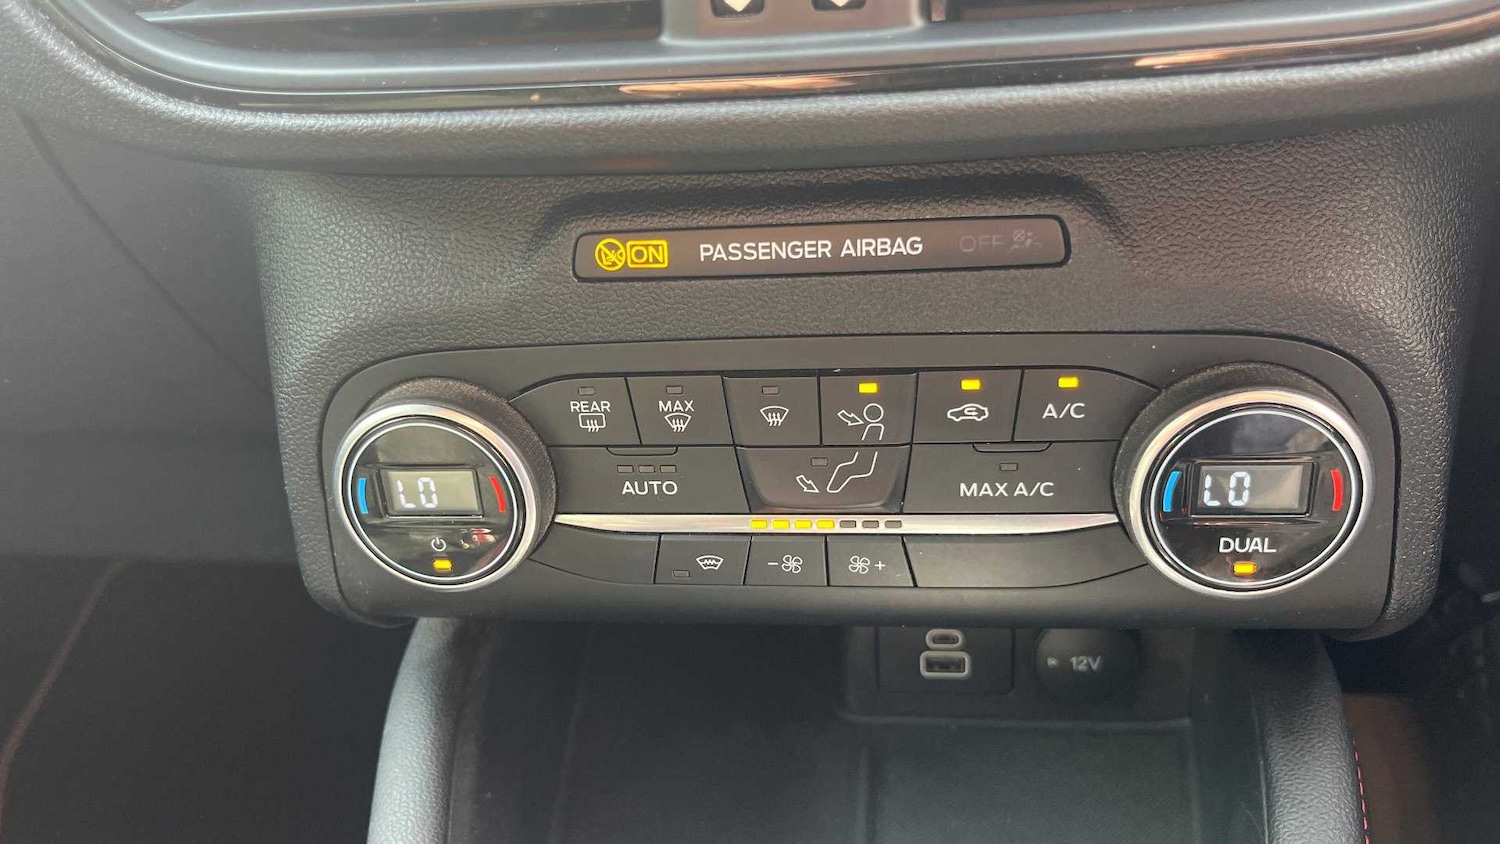 ON PASSENGER AIRBAG OFF
REAR MAX A/C
AUTO MAX A/C
LO LO
DUAL
- +
12V